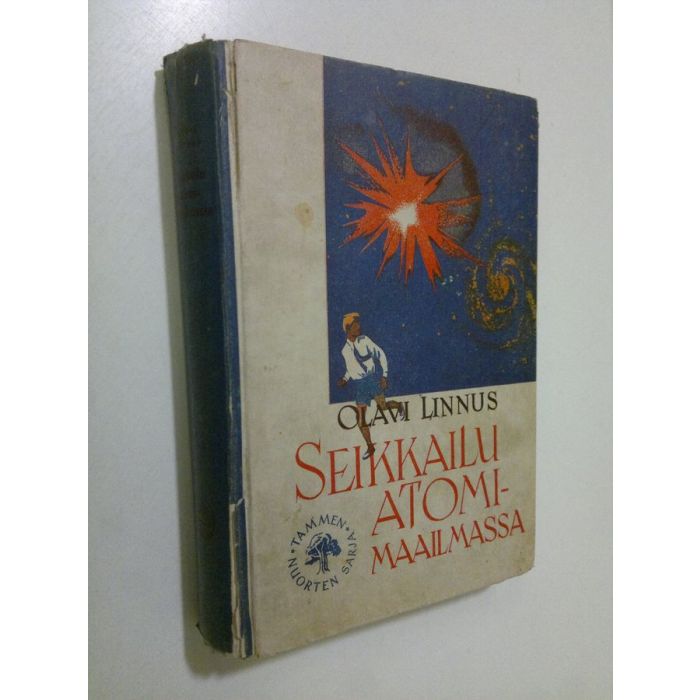 OLAVI LINNUS
SEIKKAILU
ATOMI-
MAAILMASSA
TAMMEN
NUORTEN SARJA